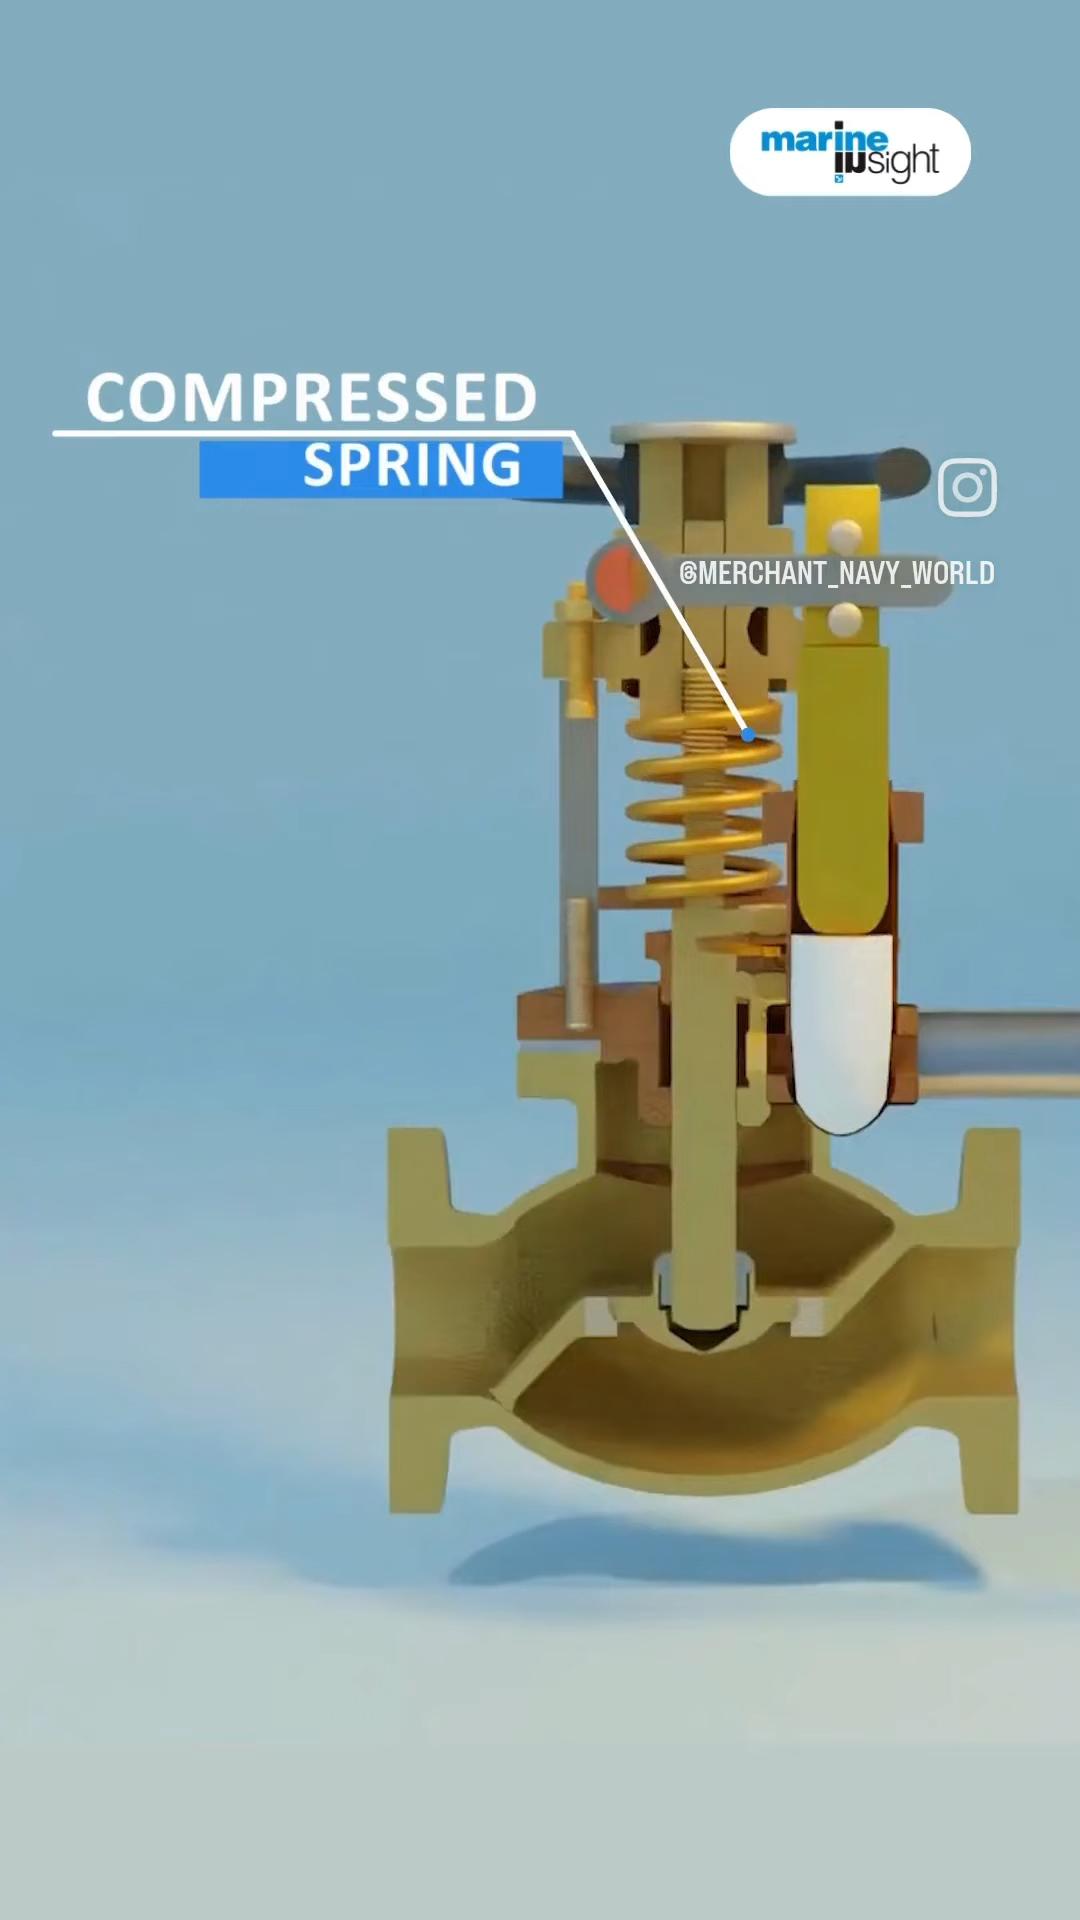 marine
insight
COMPRESSED
SPRING
@MERCHANT_NAVY_WORLD